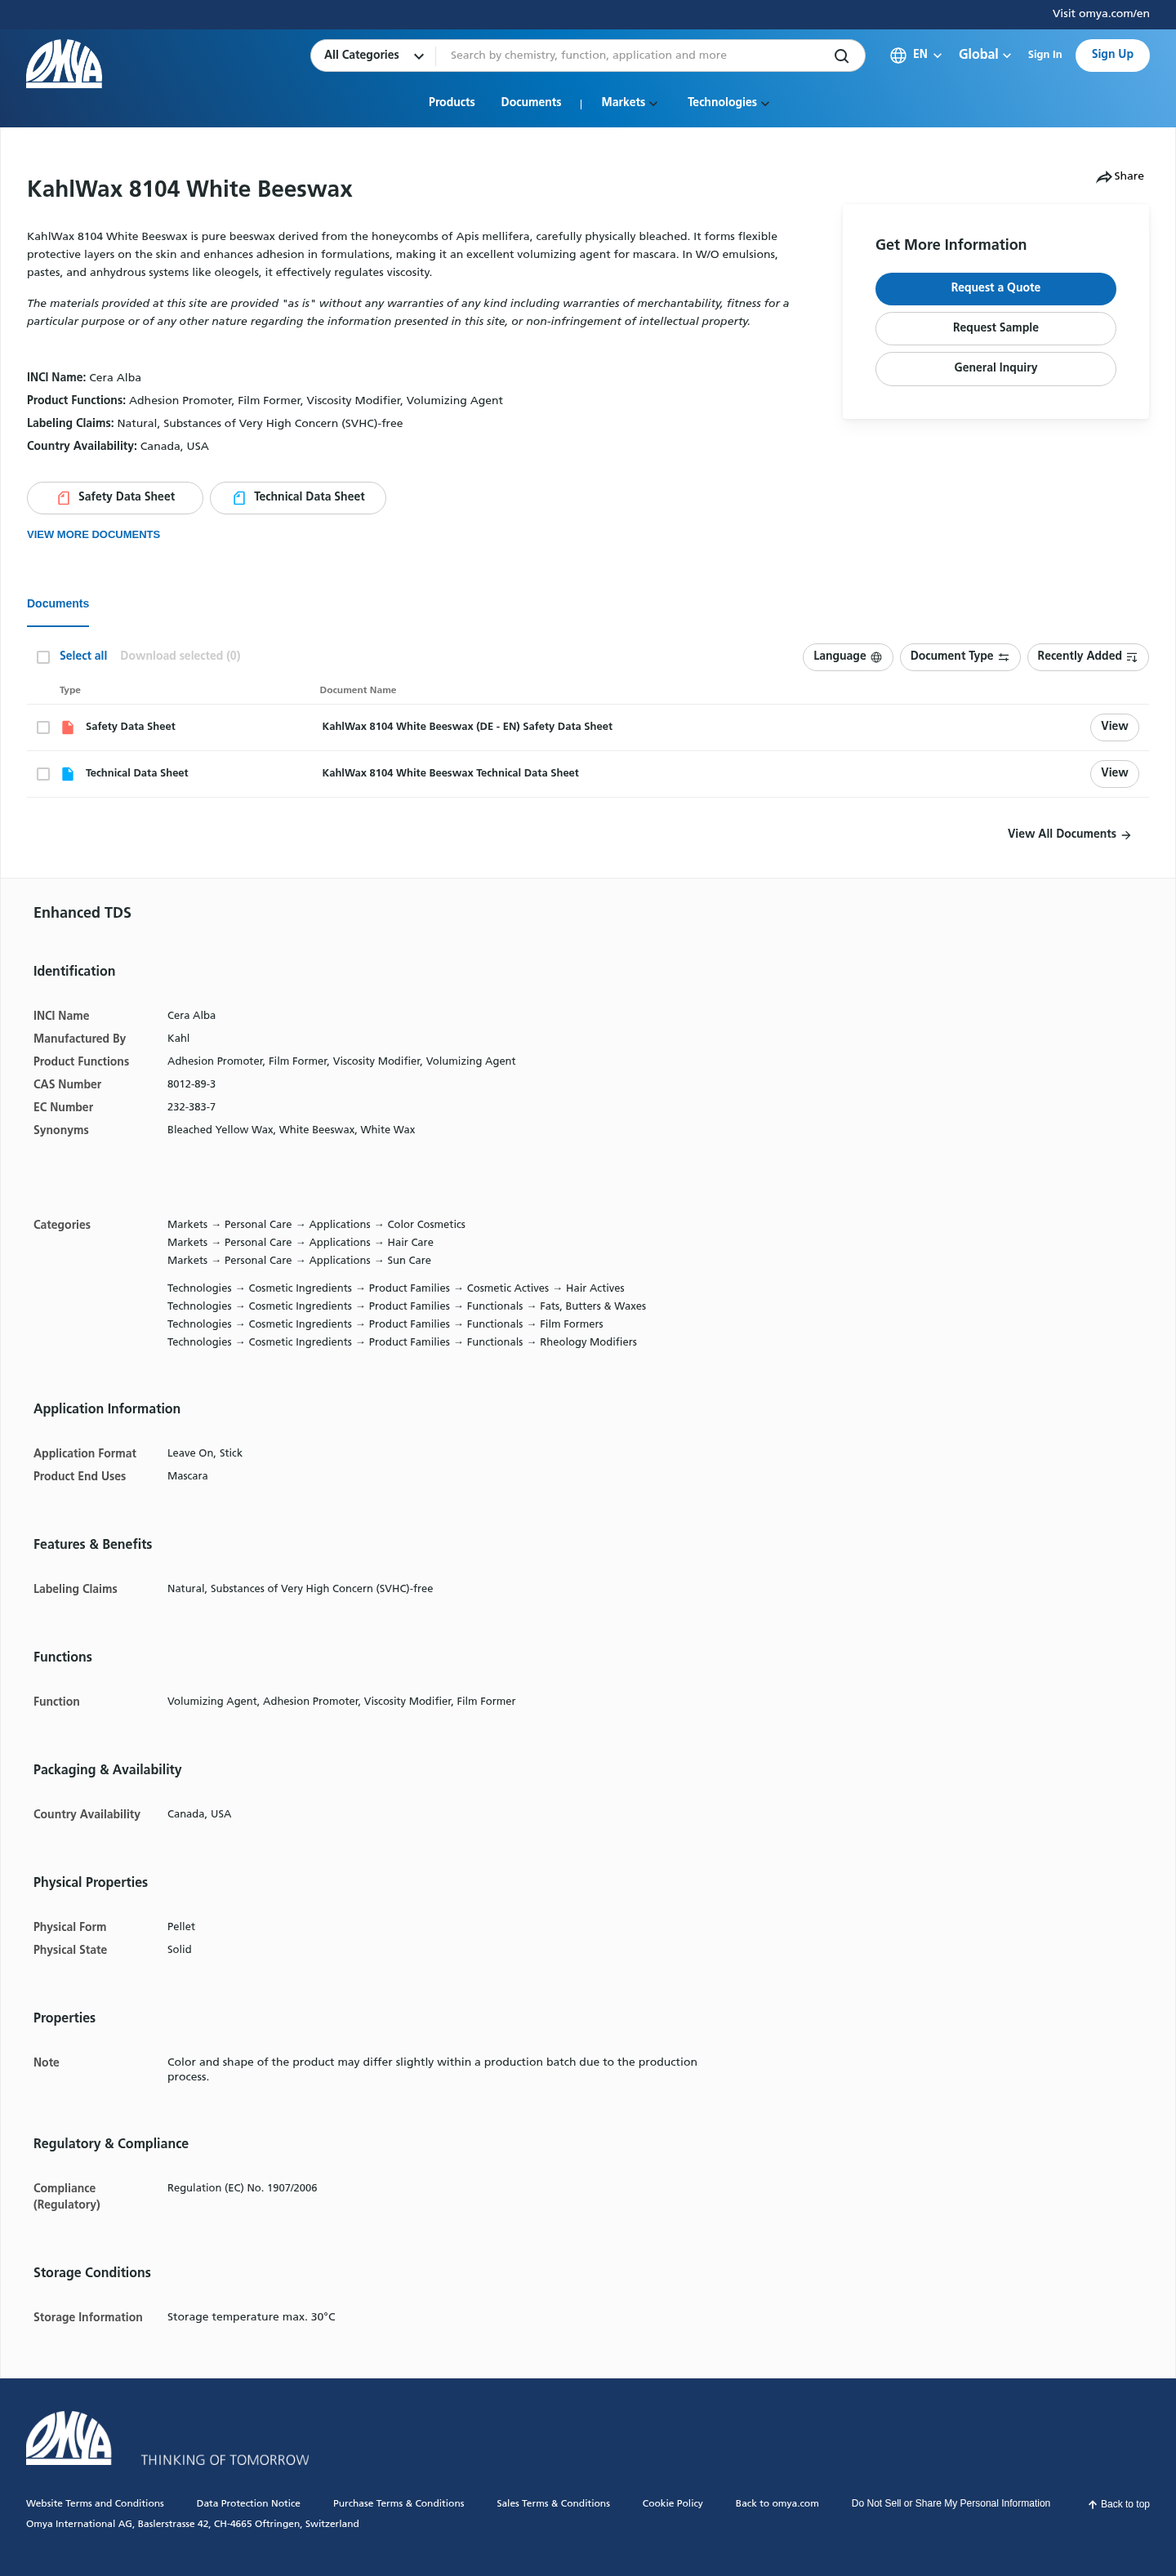 Visit omya.com/en
OMYA
All Categories
Search by chemistry, function, application and more
EN
Global
Sign In
Sign Up
Products
Documents
|
Markets
Technologies
Share
KahlWax 8104 White Beeswax
KahlWax 8104 White Beeswax is pure beeswax derived from the honeycombs of Apis mellifera, carefully physically bleached. It forms flexible
protective layers on the skin and enhances adhesion in formulations, making it an excellent volumizing agent for mascara. In W/O emulsions,
pastes, and anhydrous systems like oleogels, it effectively regulates viscosity.
The materials provided at this site are provided "as is" without any warranties of any kind including warranties of merchantability, fitness for a
particular purpose or of any other nature regarding the information presented in this site, or non-infringement of intellectual property.
Get More Information
Request a Quote
Request Sample
General Inquiry
INCI Name: Cera Alba
Product Functions: Adhesion Promoter, Film Former, Viscosity Modifier, Volumizing Agent
Labeling Claims: Natural, Substances of Very High Concern (SVHC)-free
Country Availability: Canada, USA
Safety Data Sheet
Technical Data Sheet
VIEW MORE DOCUMENTS
Documents
Select all
Download selected (0)
Language
Document Type
Recently Added
Type
Document Name
Safety Data Sheet
KahlWax 8104 White Beeswax (DE - EN) Safety Data Sheet
View
Technical Data Sheet
KahlWax 8104 White Beeswax Technical Data Sheet
View
View All Documents →
Enhanced TDS
Identification
INCI Name
Cera Alba
Manufactured By
Kahl
Product Functions
Adhesion Promoter, Film Former, Viscosity Modifier, Volumizing Agent
CAS Number
8012-89-3
EC Number
232-383-7
Synonyms
Bleached Yellow Wax, White Beeswax, White Wax
Categories
Markets → Personal Care → Applications → Color Cosmetics
Markets → Personal Care → Applications → Hair Care
Markets → Personal Care → Applications → Sun Care
Technologies → Cosmetic Ingredients → Product Families → Cosmetic Actives → Hair Actives
Technologies → Cosmetic Ingredients → Product Families → Functionals → Fats, Butters & Waxes
Technologies → Cosmetic Ingredients → Product Families → Functionals → Film Formers
Technologies → Cosmetic Ingredients → Product Families → Functionals → Rheology Modifiers
Application Information
Application Format
Leave On, Stick
Product End Uses
Mascara
Features & Benefits
Labeling Claims
Natural, Substances of Very High Concern (SVHC)-free
Functions
Function
Volumizing Agent, Adhesion Promoter, Viscosity Modifier, Film Former
Packaging & Availability
Country Availability
Canada, USA
Physical Properties
Physical Form
Pellet
Physical State
Solid
Properties
Note
Color and shape of the product may differ slightly within a production batch due to the production
process.
Regulatory & Compliance
Compliance
(Regulatory)
Regulation (EC) No. 1907/2006
Storage Conditions
Storage Information
Storage temperature max. 30°C
OMYA
THINKING OF TOMORROW
Website Terms and Conditions
Data Protection Notice
Purchase Terms & Conditions
Sales Terms & Conditions
Cookie Policy
Back to omya.com
Do Not Sell or Share My Personal Information
Back to top
Omya International AG, Baslerstrasse 42, CH-4665 Oftringen, Switzerland